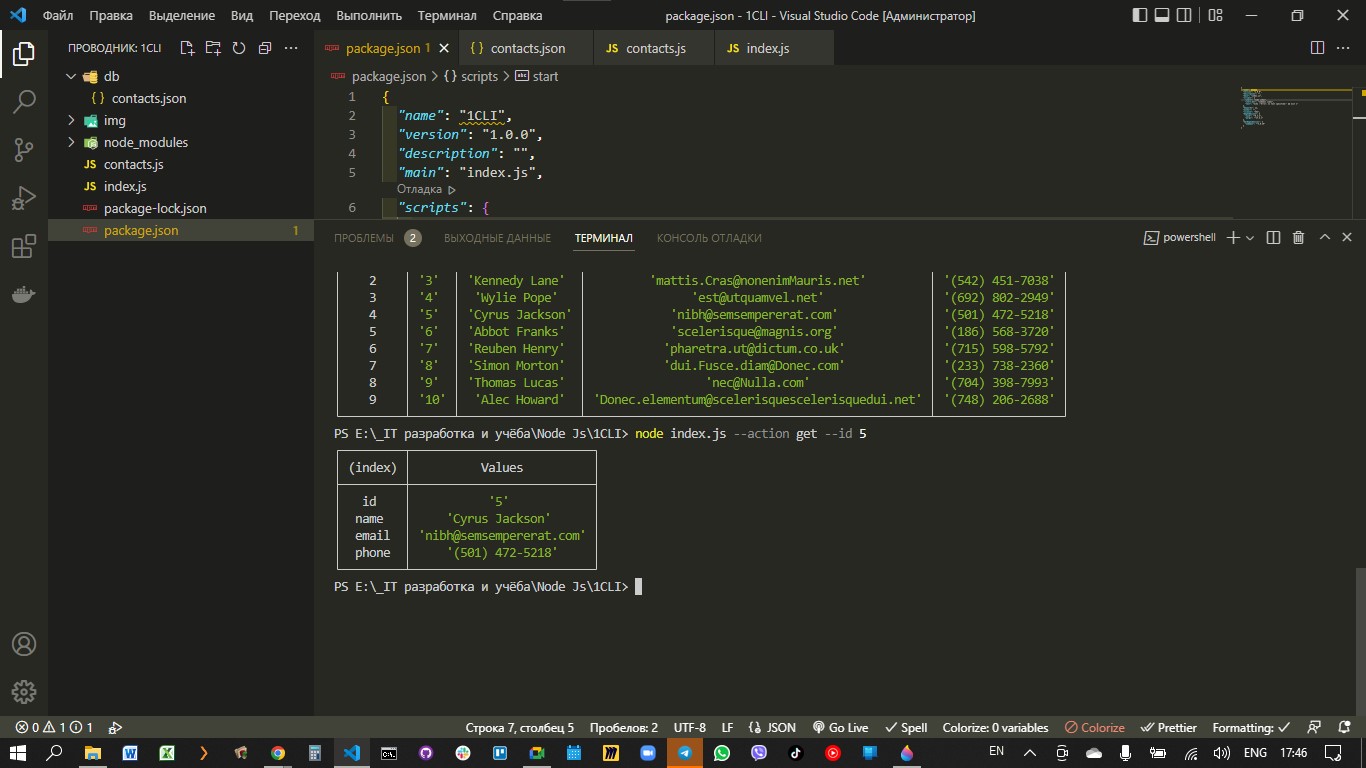 Файл Правка Выделение Вид Переход Выполнить Терминал Справка package.json - 1CLI - Visual Studio Code [Администратор]
ПРОВОДНИК: 1CLI
db
{ } contacts.json
img
node_modules
JS contacts.js
JS index.js
package-lock.json
package.json 1
package.json 1 { } contacts.json JS contacts.js JS index.js
package.json > { } scripts > start
1 {
2 "name": "1CLI",
3 "version": "1.0.0",
4 "description": "",
5 "main": "index.js",
Отладка
6 "scripts": {
ПРОБЛЕМЫ 2 ВЫХОДНЫЕ ДАННЫЕ ТЕРМИНАЛ КОНСОЛЬ ОТЛАДКИ powershell
2 '3' 'Kennedy Lane' 'mattis.Cras@nonenimMauris.net' '(542) 451-7038'
3 '4' 'Wylie Pope' 'est@utquamvel.net' '(692) 802-2949'
4 '5' 'Cyrus Jackson' 'nibh@semsempererat.com' '(501) 472-5218'
5 '6' 'Abbot Franks' 'scelerisque@magnis.org' '(186) 568-3720'
6 '7' 'Reuben Henry' 'pharetra.ut@dictum.co.uk' '(715) 598-5792'
7 '8' 'Simon Morton' 'dui.Fusce.diam@Donec.com' '(233) 738-2360'
8 '9' 'Thomas Lucas' 'nec@Nulla.com' '(704) 398-7993'
9 '10' 'Alec Howard' 'Donec.elementum@scelerisquescelerisquedui.net' '(748) 206-2688'
PS E:\_IT разработка и учёба\Node Js\1CLI> node index.js --action get --id 5
(index) Values
id '5'
name 'Cyrus Jackson'
email 'nibh@semsempererat.com'
phone '(501) 472-5218'
PS E:\_IT разработка и учёба\Node Js\1CLI>
0 1 1 Строка 7, столбец 5 Пробелов: 2 UTF-8 LF { } JSON Go Live Spell Colorize: 0 variables Colorize Prettier Formatting:
EN ENG 17:46